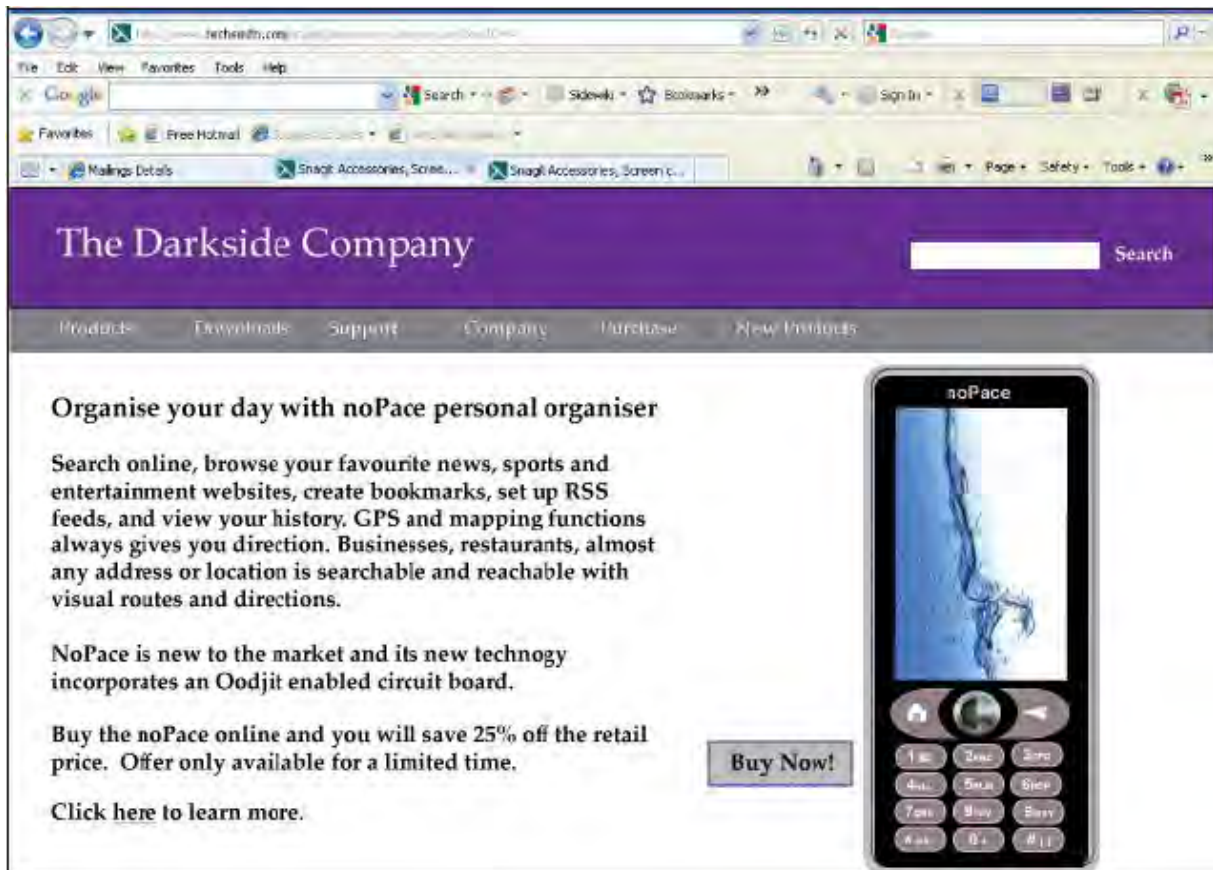 techsmith.com
File Edit View Favorites Tools Help
Google Search Sidewiki Bookmarks Sign In
Favorites Free Hotmail
Mailings Details Snagit Accessories, Scree... Snagit Accessories, Screen c... Page Safety Tools
The Darkside Company
Search
Products Downloads Support Company Purchase New Products
noPace
Organise your day with noPace personal organiser
Search online, browse your favourite news, sports and
entertainment websites, create bookmarks, set up RSS
feeds, and view your history. GPS and mapping functions
always gives you direction. Businesses, restaurants, almost
any address or location is searchable and reachable with
visual routes and directions.
NoPace is new to the market and its new technogy
incorporates an Oodjit enabled circuit board.
Buy the noPace online and you will save 25% off the retail
price. Offer only available for a limited time.
Buy Now!
Click here to learn more.